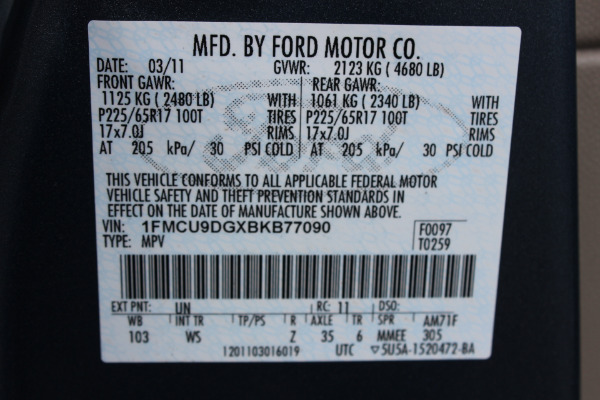 MFD. BY FORD MOTOR CO.
DATE: 03/11 GVWR: 2123 KG ( 4680 LB)
FRONT GAWR: REAR GAWR:
1125 KG ( 2480 LB) WITH 1061 KG ( 2340 LB) WITH
P225/65R17 100T TIRES P225/65R17 100T TIRES
17x7.0J RIMS 17x7.0J RIMS
AT 205 kPa/ 30 PSI COLD AT 205 kPa/ 30 PSI COLD
THIS VEHICLE CONFORMS TO ALL APPLICABLE FEDERAL MOTOR
VEHICLE SAFETY AND THEFT PREVENTION STANDARDS IN
EFFECT ON THE DATE OF MANUFACTURE SHOWN ABOVE.
VIN: 1FMCU9DGXBKB77090 F0097
TYPE: MPV T0259
EXT PNT: UN RC: 11 DSO:
WB INT TR TP/PS R AXLE TR SPR AM71F
103 WS Z 35 6 MMEE 305
1201103016019 UTC ▽SU5A-1520472-BA
Ford